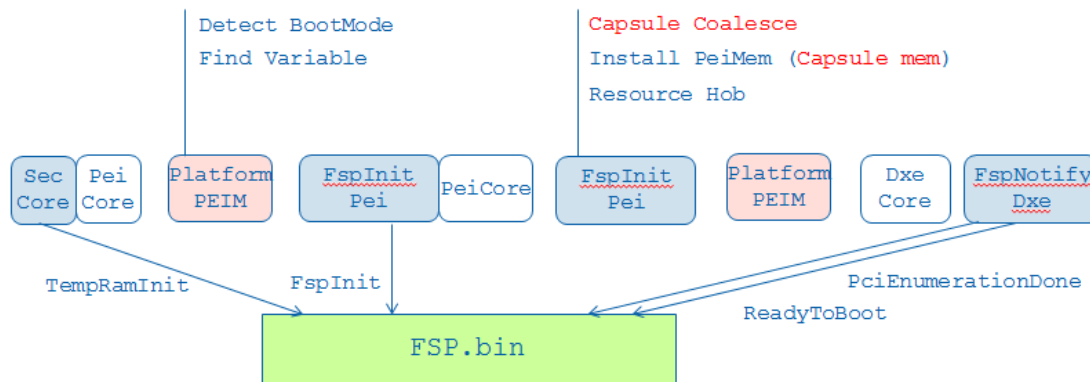 Detect BootMode
Find Variable
Capsule Coalesce
Install PeiMem (Capsule mem)
Resource Hob
Sec
Core
Pei
Core
Platform
PEIM
FspInit
Pei
PeiCore
FspInit
Pei
Platform
PEIM
Dxe
Core
FspNotify
Dxe
TempRamInit
FspInit
PciEnumerationDone
ReadyToBoot
FSP.bin